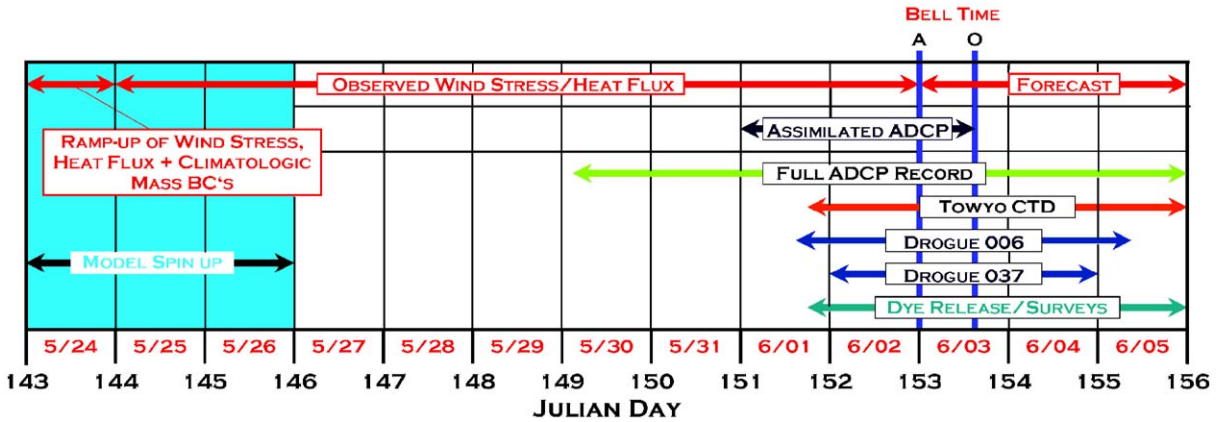 BELL TIME
A O
OBSERVED WIND STRESS/HEAT FLUX
FORECAST
RAMP-UP OF WIND STRESS,
HEAT FLUX + CLIMATOLOGIC
MASS BC'S
ASSIMILATED ADCP
FULL ADCP RECORD
TOWYO CTD
DROGUE 006
MODEL SPIN UP
DROGUE 037
DYE RELEASE/SURVEYS
5/24 5/25 5/26 5/27 5/28 5/29 5/30 5/31 6/01 6/02 6/03 6/04 6/05
143 144 145 146 147 148 149 150 151 152 153 154 155 156
JULIAN DAY